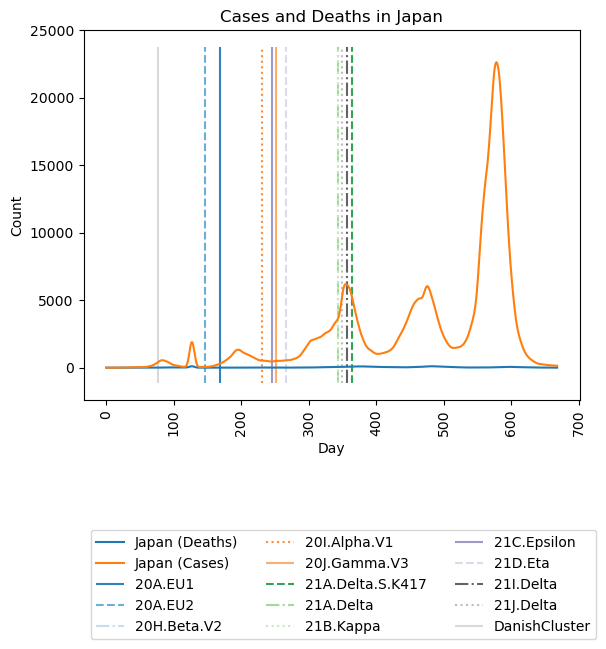 Cases and Deaths in Japan
25000
20000
15000
10000
5000
0
Count
0 100 200 300 400 500 600 700
Day
Japan (Deaths) 20I.Alpha.V1 21C.Epsilon
Japan (Cases) 20J.Gamma.V3 21D.Eta
20A.EU1 21A.Delta.S.K417 21I.Delta
20A.EU2 21A.Delta 21J.Delta
20H.Beta.V2 21B.Kappa DanishCluster